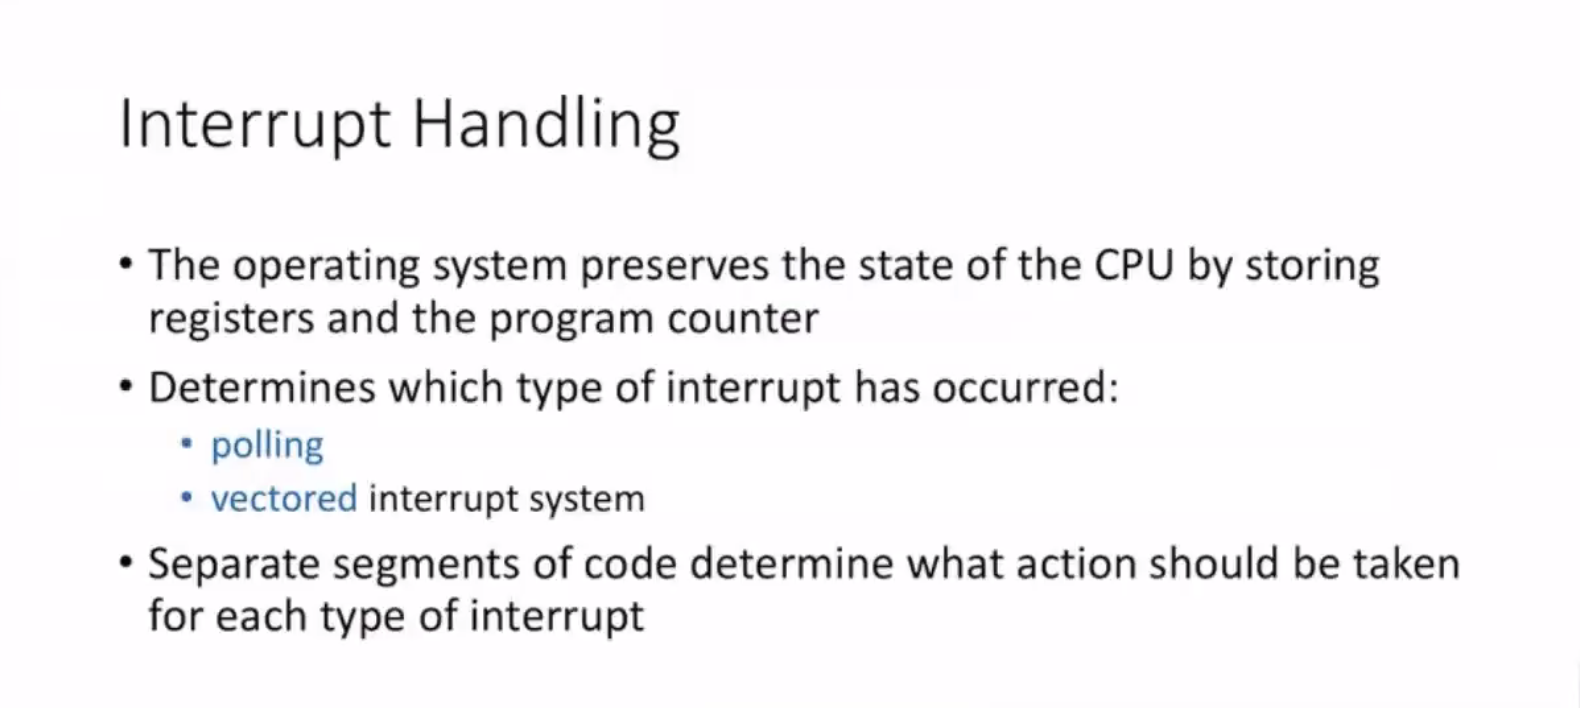 Interrupt Handling
• The operating system preserves the state of the CPU by storing
registers and the program counter
• Determines which type of interrupt has occurred:
• polling
• vectored interrupt system
• Separate segments of code determine what action should be taken
for each type of interrupt